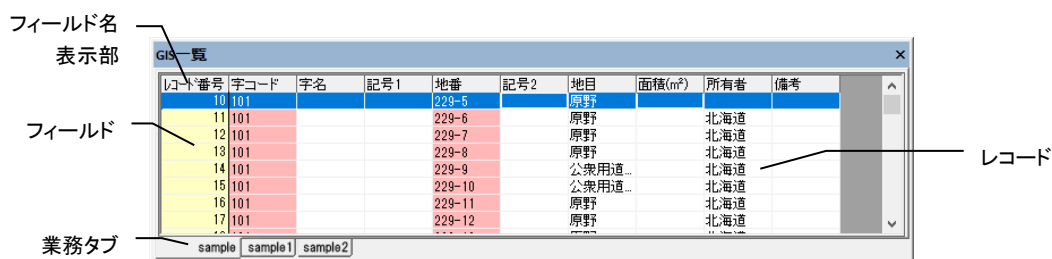 フィールド名
表示部
GIS一覧
レコード番号 字コード 字名 記号1 地番 記号2 地目 面積(㎡) 所有者 備考
10 101 229-5 原野
11 101 229-6 原野 北海道
12 101 229-7 原野 北海道
13 101 229-8 原野 北海道
14 101 229-9 公衆用道... 北海道
15 101 229-10 公衆用道... 北海道
16 101 229-11 原野 北海道
17 101 229-12 原野 北海道
フィールド
レコード
業務タブ
sample sample1 sample2